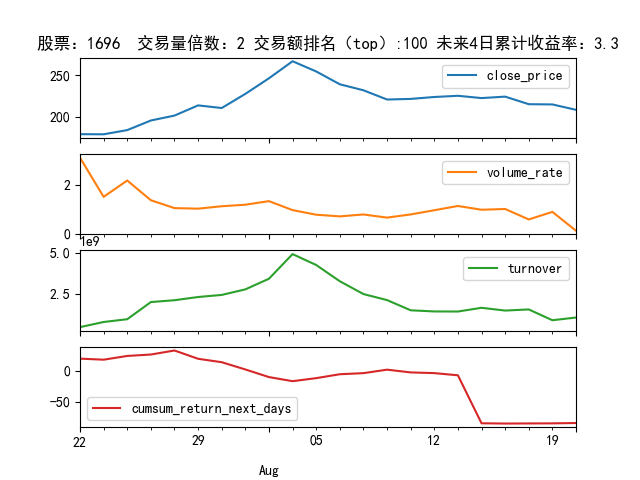 股票：1696  交易量倍数：2 交易额排名（top）:100 未来4日累计收益率：3.3
250
200
close_price
2
0
volume_rate
1e9
5.0
2.5
turnover
0
−50
cumsum_return_next_days
22
29
05
12
19
Aug